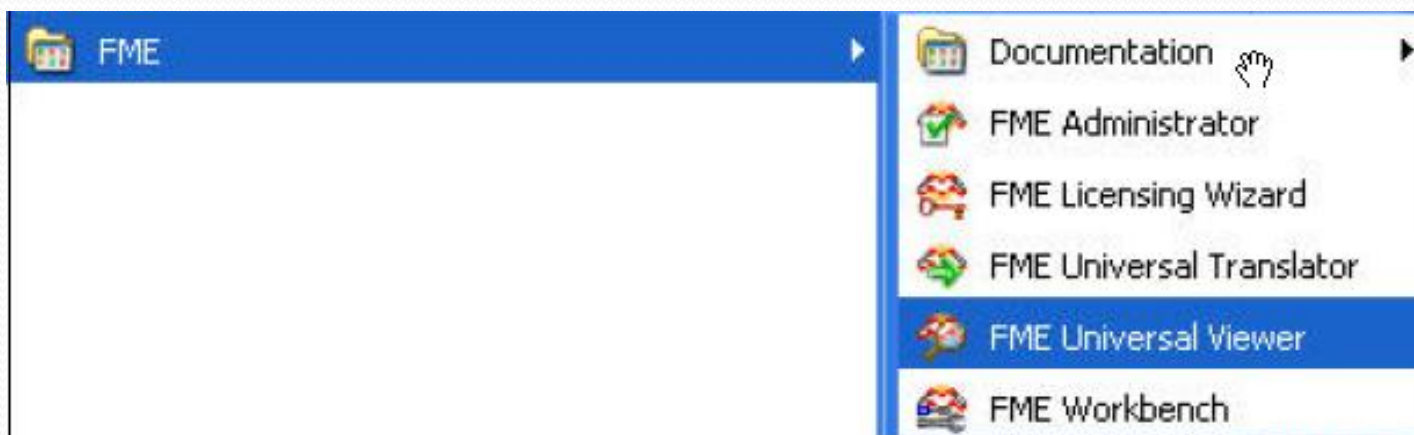 FME
Documentation
FME Administrator
FME Licensing Wizard
FME Universal Translator
FME Universal Viewer
FME Workbench